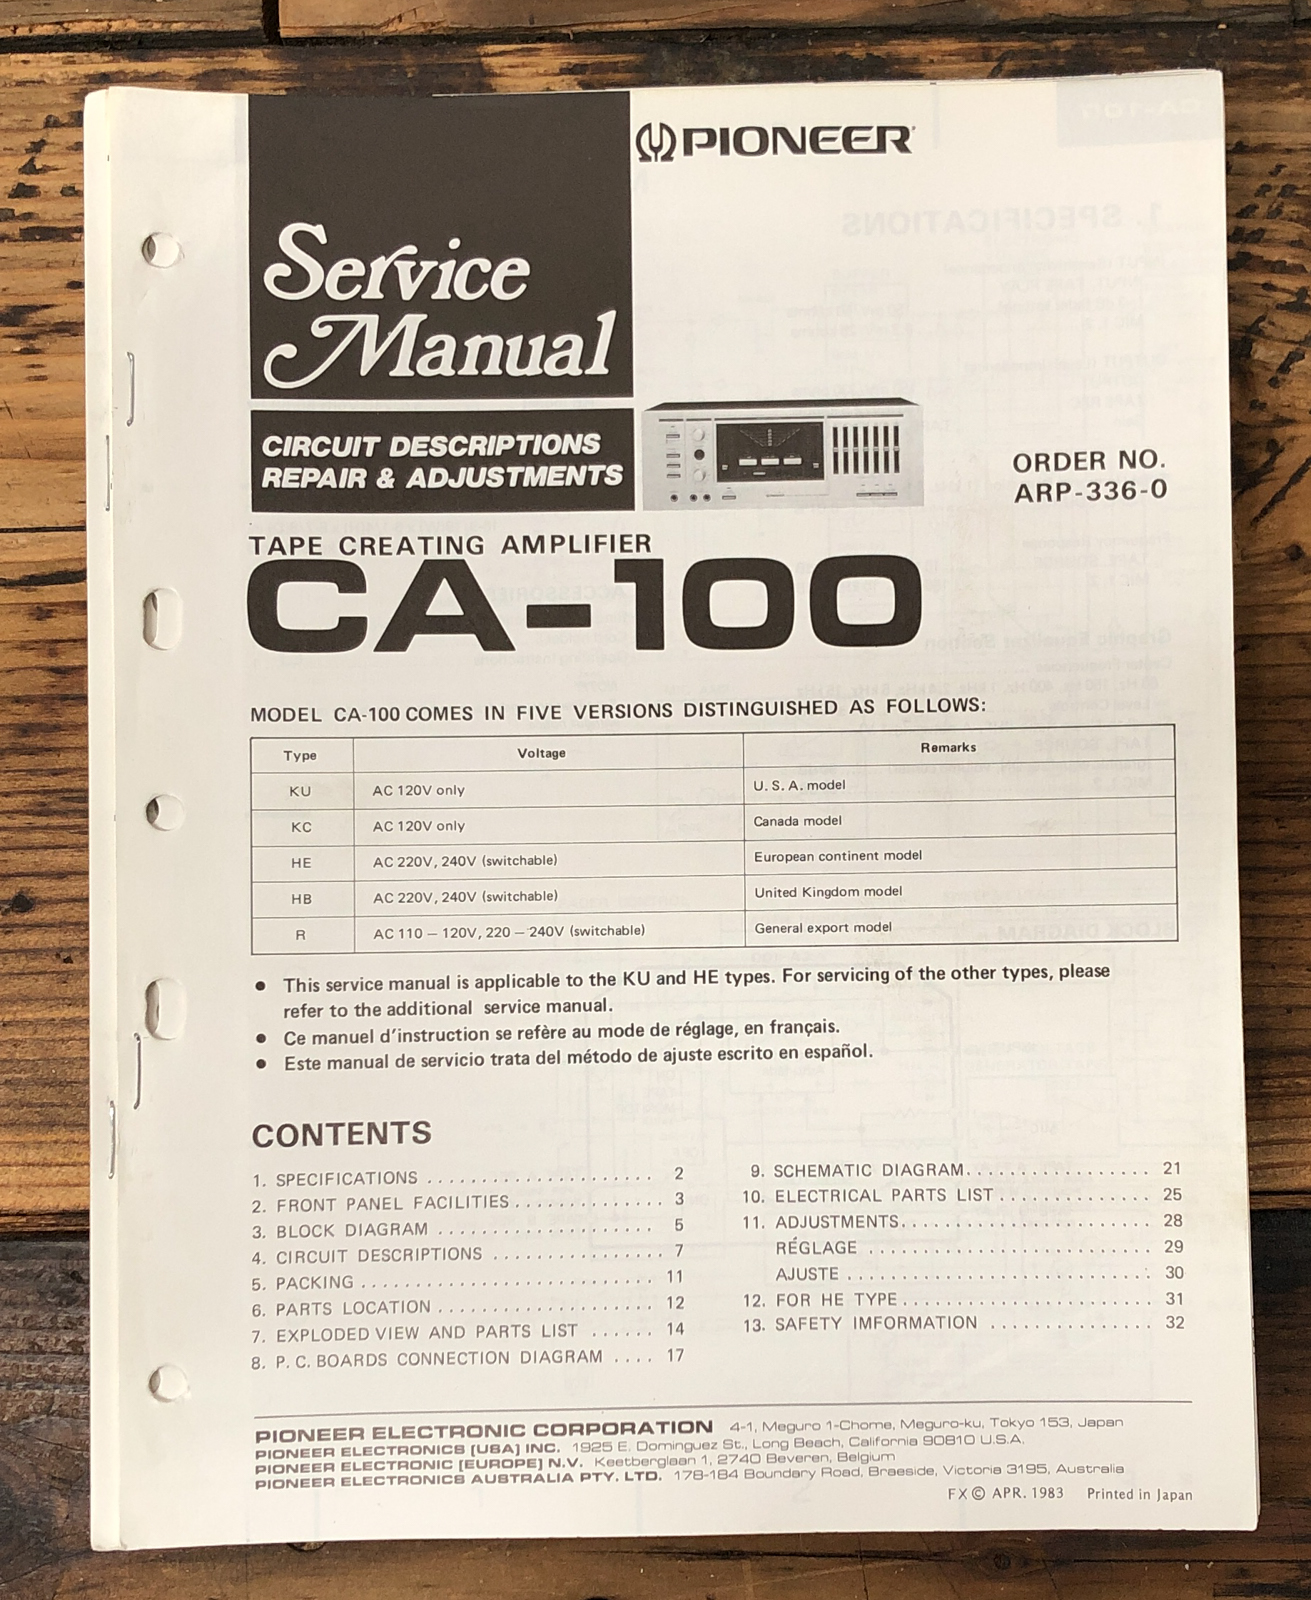 PIONEER
Service
Manual
CIRCUIT DESCRIPTIONS
REPAIR & ADJUSTMENTS
ORDER NO.
ARP-336-0
TAPE CREATING AMPLIFIER
CA-100
MODEL CA-100 COMES IN FIVE VERSIONS DISTINGUISHED AS FOLLOWS:
Type Voltage Remarks
KU AC 120V only U. S. A. model
KC AC 120V only Canada model
HE AC 220V, 240V (switchable) European continent model
HB AC 220V, 240V (switchable) United Kingdom model
R AC 110 – 120V, 220 – 240V (switchable) General export model
● This service manual is applicable to the KU and HE types. For servicing of the other types, please
refer to the additional service manual.
● Ce manuel d'instruction se refère au mode de réglage, en français.
● Este manual de servicio trata del método de ajuste escrito en español.
CONTENTS
1. SPECIFICATIONS ..................... 2
2. FRONT PANEL FACILITIES ............. 3
3. BLOCK DIAGRAM .................... 5
4. CIRCUIT DESCRIPTIONS ............... 7
5. PACKING ........................... 11
6. PARTS LOCATION .................... 12
7. EXPLODED VIEW AND PARTS LIST ...... 14
8. P. C. BOARDS CONNECTION DIAGRAM .... 17
9. SCHEMATIC DIAGRAM ................. 21
10. ELECTRICAL PARTS LIST .............. 25
11. ADJUSTMENTS ....................... 28
RÉGLAGE .......................... 29
AJUSTE ............................ 30
12. FOR HE TYPE ....................... 31
13. SAFETY IMFORMATION ............... 32
PIONEER ELECTRONIC CORPORATION 4-1, Meguro 1-Chome, Meguro-ku, Tokyo 153, Japan
PIONEER ELECTRONICS [USA] INC. 1925 E. Dominguez St., Long Beach, California 90810 U.S.A.
PIONEER ELECTRONIC [EUROPE] N.V. Keetberglaan 1, 2740 Beveren, Belgium
PIONEER ELECTRONICS AUSTRALIA PTY. LTD. 178-184 Boundary Road, Braeside, Victoria 3195, Australia
FX © APR. 1983 Printed in Japan